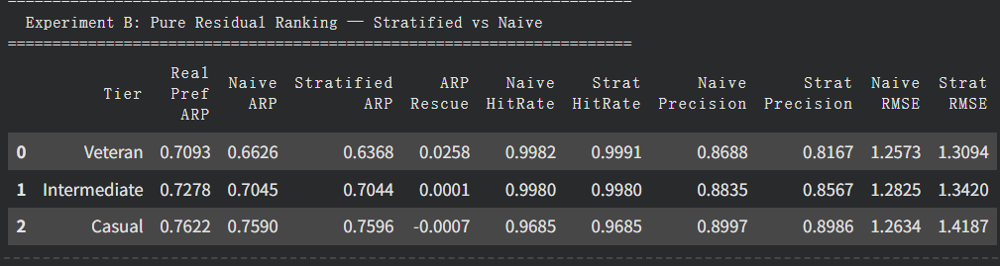 Experiment B: Pure Residual Ranking — Stratified vs Naive
Tier Real Pref ARP Naive ARP Stratified ARP ARP Rescue Naive HitRate Strat HitRate Naive Precision Strat Precision Naive RMSE Strat RMSE
0 Veteran 0.7093 0.6626 0.6368 0.0258 0.9982 0.9991 0.8688 0.8167 1.2573 1.3094
1 Intermediate 0.7278 0.7045 0.7044 0.0001 0.9980 0.9980 0.8835 0.8567 1.2825 1.3420
2 Casual 0.7622 0.7590 0.7596 -0.0007 0.9685 0.9685 0.8997 0.8986 1.2634 1.4187